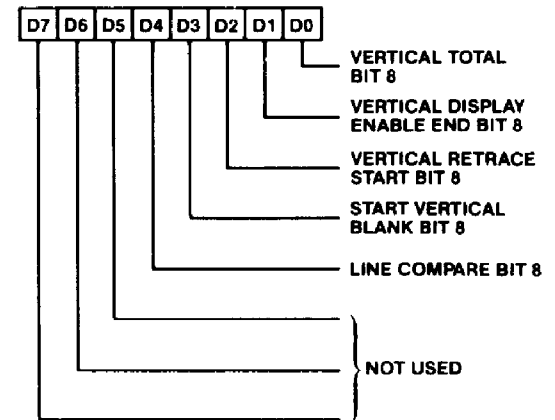 D7 D6 D5 D4 D3 D2 D1 D0
VERTICAL TOTAL
BIT 8
VERTICAL DISPLAY
ENABLE END BIT 8
VERTICAL RETRACE
START BIT 8
START VERTICAL
BLANK BIT 8
LINE COMPARE BIT 8
NOT USED